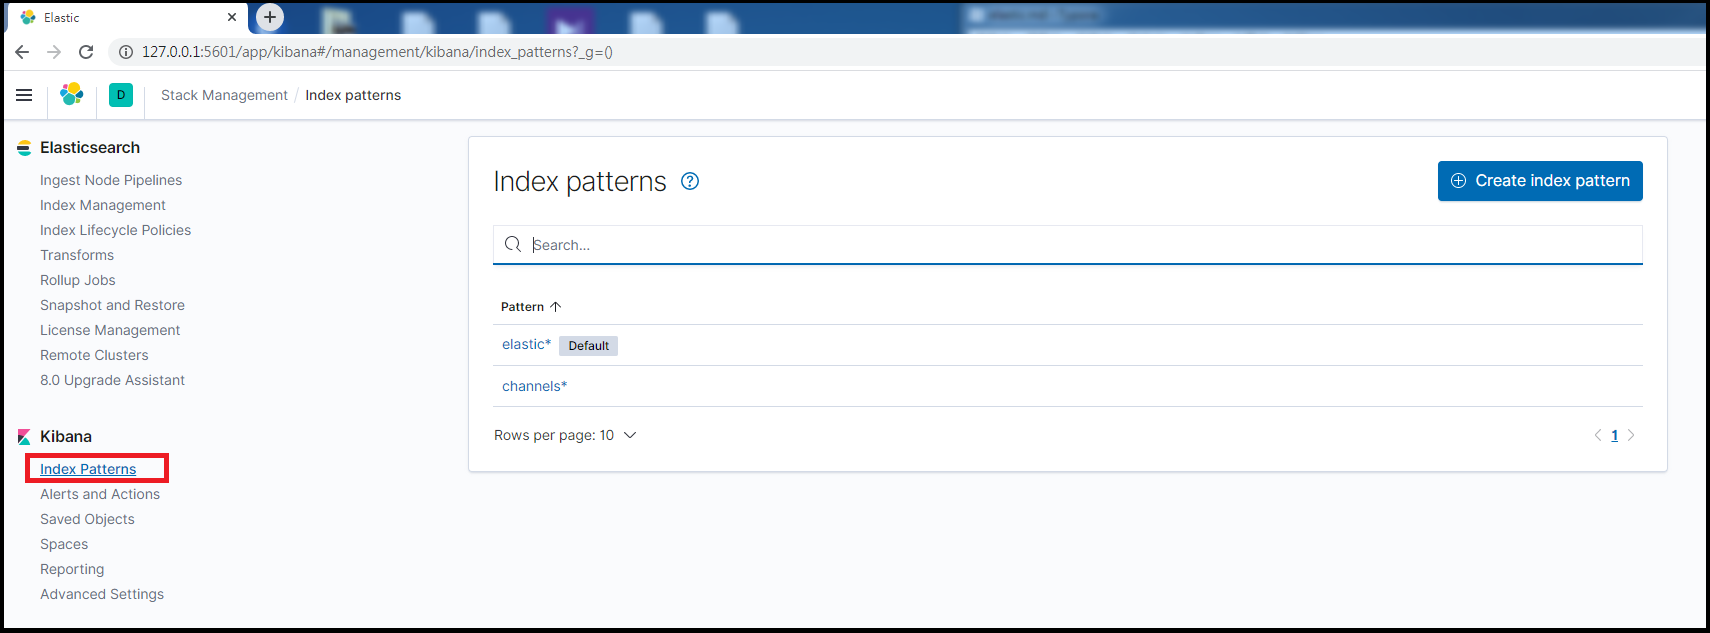 Elastic
127.0.0.1:5601/app/kibana#/management/kibana/index_patterns?_g=()
D Stack Management / Index patterns
Elasticsearch
Ingest Node Pipelines
Index Management
Index Lifecycle Policies
Transforms
Rollup Jobs
Snapshot and Restore
License Management
Remote Clusters
8.0 Upgrade Assistant
Kibana
Index Patterns
Alerts and Actions
Saved Objects
Spaces
Reporting
Advanced Settings
Index patterns
Create index pattern
Search...
Pattern
elastic* Default
channels*
Rows per page: 10
1